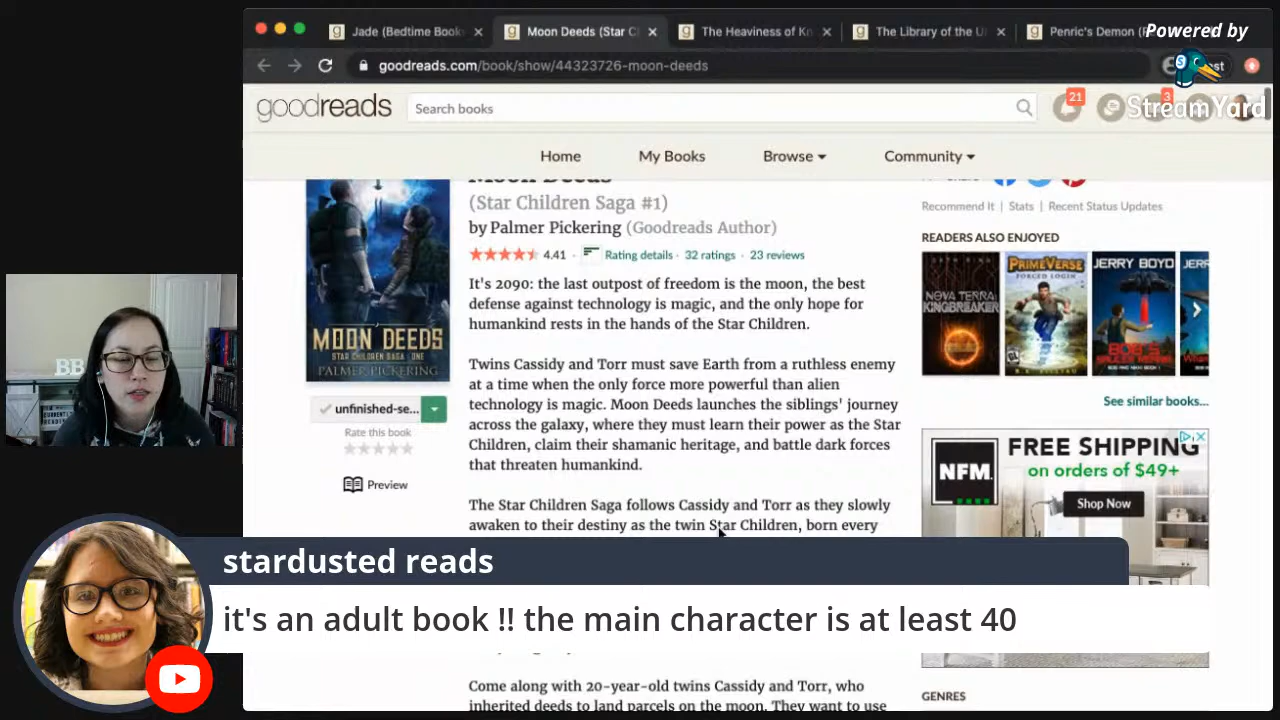 Jade (Bedtime Book
Moon Deeds (Star C
The Heaviness of Kn
The Library of the U
Penric's Demon (
Powered by
goodreads.com/book/show/44323726-moon-deeds
StreamYard
goodreads
Search books
21
3
Home
My Books
Browse
Community
Moon Deeds
(Star Children Saga #1)
by Palmer Pickering (Goodreads Author)
4.41 · Rating details · 32 ratings · 23 reviews
It's 2090: the last outpost of freedom is the moon, the best
defense against technology is magic, and the only hope for
humankind rests in the hands of the Star Children.
Twins Cassidy and Torr must save Earth from a ruthless enemy
at a time when the only force more powerful than alien
technology is magic. Moon Deeds launches the siblings' journey
across the galaxy, where they must learn their power as the Star
Children, claim their shamanic heritage, and battle dark forces
that threaten humankind.
The Star Children Saga follows Cassidy and Torr as they slowly
awaken to their destiny as the twin Star Children, born every
Come along with 20-year-old twins Cassidy and Torr, who
inherited deeds to land parcels on the moon. They want to use
MOON DEEDS
STAR CHILDREN SAGA · ONE
PALMER PICKERING
unfinished-se...
Rate this book
Preview
Recommend It | Stats | Recent Status Updates
READERS ALSO ENJOYED
NOVA TERRA:
KINGBREAKER
PRIMEVERSE
FORCED LOGIN
JERRY BOYD
JERR
See similar books…
NFM
FREE SHIPPING
on orders of $49+
Shop Now
GENRES
BB
stardusted reads
it's an adult book !! the main character is at least 40